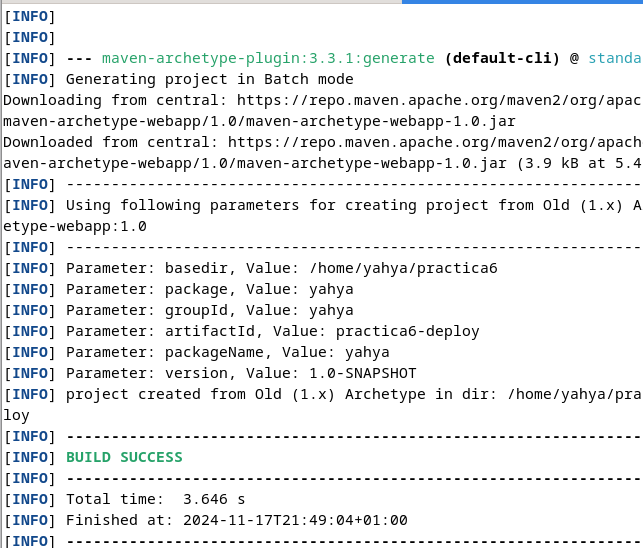 [INFO]
[INFO]
[INFO] --- maven-archetype-plugin:3.3.1:generate (default-cli) @ standa
[INFO] Generating project in Batch mode
Downloading from central: https://repo.maven.apache.org/maven2/org/apac
maven-archetype-webapp/1.0/maven-archetype-webapp-1.0.jar
Downloaded from central: https://repo.maven.apache.org/maven2/org/apach
aven-archetype-webapp/1.0/maven-archetype-webapp-1.0.jar (3.9 kB at 5.4
[INFO] ----------------------------------------------------------------
[INFO] Using following parameters for creating project from Old (1.x) A
etype-webapp:1.0
[INFO] ----------------------------------------------------------------
[INFO] Parameter: basedir, Value: /home/yahya/practica6
[INFO] Parameter: package, Value: yahya
[INFO] Parameter: groupId, Value: yahya
[INFO] Parameter: artifactId, Value: practica6-deploy
[INFO] Parameter: packageName, Value: yahya
[INFO] Parameter: version, Value: 1.0-SNAPSHOT
[INFO] project created from Old (1.x) Archetype in dir: /home/yahya/pra
loy
[INFO] ----------------------------------------------------------------
[INFO] BUILD SUCCESS
[INFO] ----------------------------------------------------------------
[INFO] Total time:  3.646 s
[INFO] Finished at: 2024-11-17T21:49:04+01:00
[INFO] ----------------------------------------------------------------